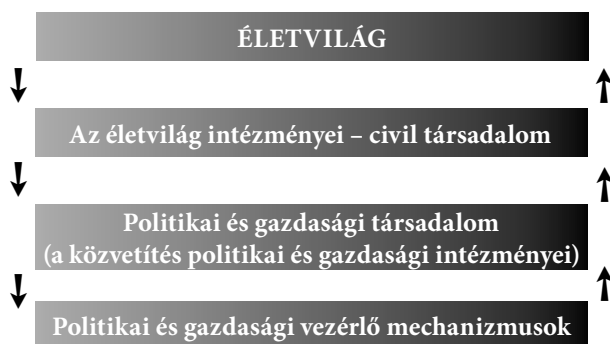 ÉLETVILÁG
Az életvilág intézményei – civil társadalom
Politikai és gazdasági társadalom
(a közvetítés politikai és gazdasági intézményei)
Politikai és gazdasági vezérlő mechanizmusok